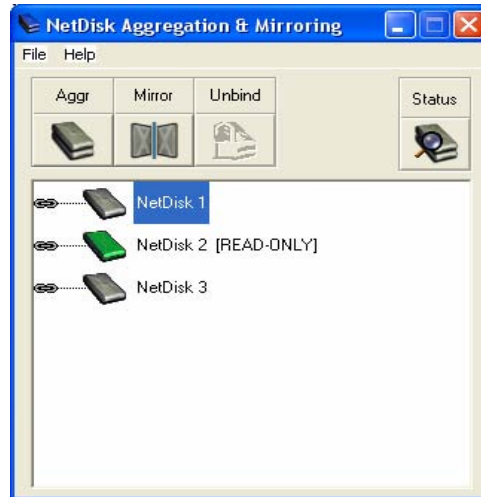 NetDisk Aggregation & Mirroring
File Help
Aggr Mirror Unbind Status
NetDisk 1
NetDisk 2 [READ-ONLY]
NetDisk 3